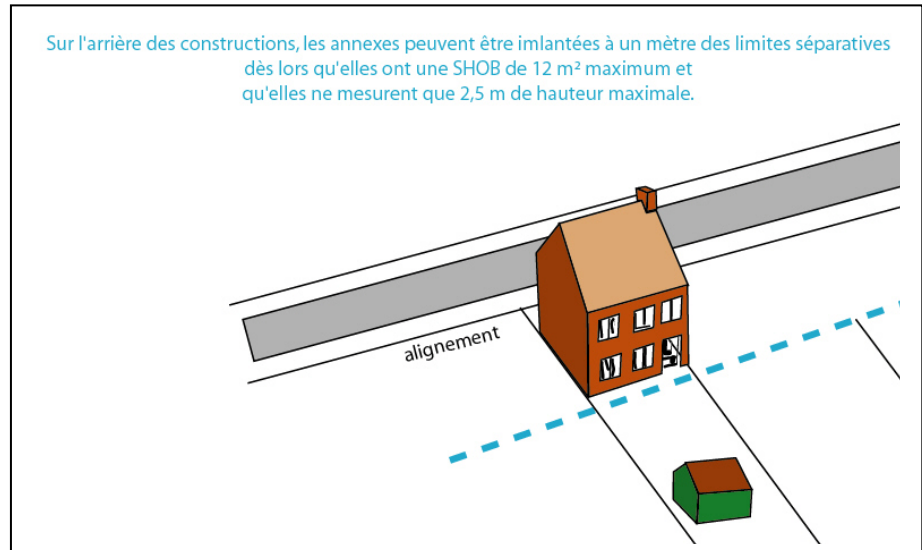 Sur l'arrière des constructions, les annexes peuvent être imlantées à un mètre des limites séparatives
dès lors qu'elles ont une SHOB de 12 m² maximum et
qu'elles ne mesurent que 2,5 m de hauteur maximale.
alignement